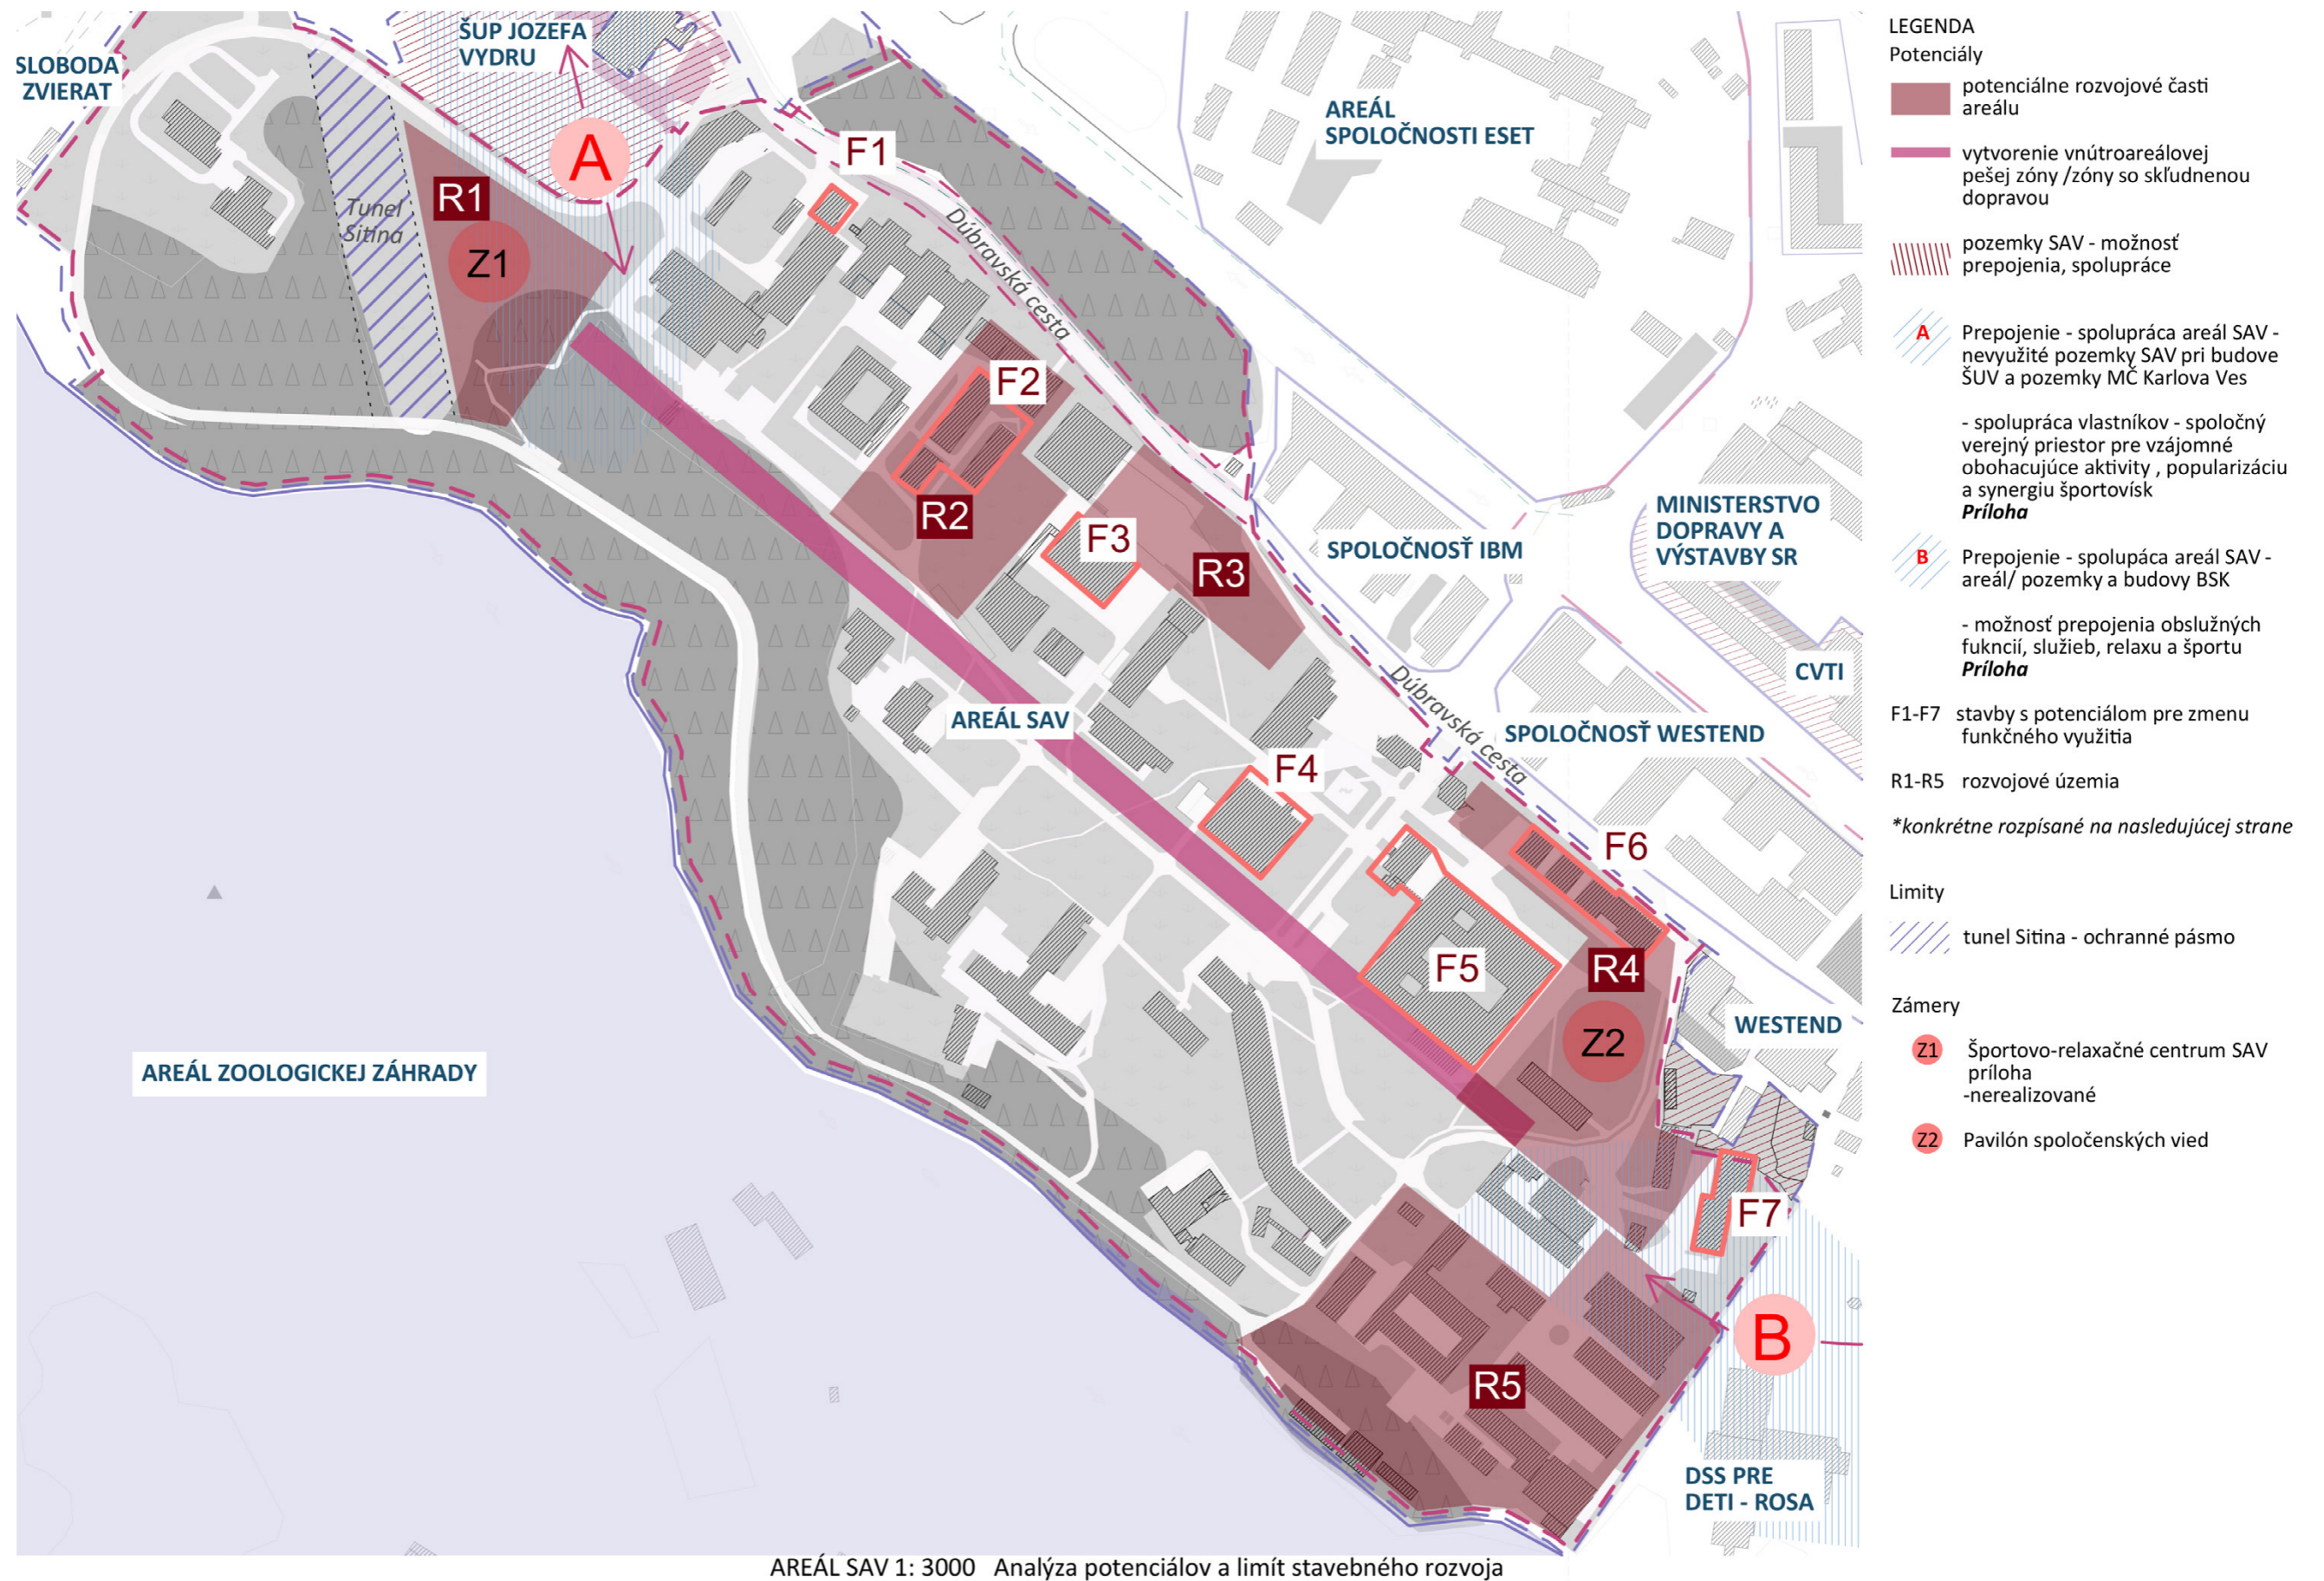 SLOBODA
ZVIERAT
ŠUP JOZEFA
VYDRU
A
F1
R1
Tunel
Sitina
Z1
AREÁL
SPOLOČNOSTI ESET
Dúbravská cesta
F2
R2
F3
R3
SPOLOČNOSŤ IBM
MINISTERSTVO
DOPRAVY A
VÝSTAVBY SR
CVTI
AREÁL SAV
Dúbravská cesta
SPOLOČNOSŤ WESTEND
F4
F6
F5
R4
Z2
WESTEND
AREÁL ZOOLOGICKEJ ZÁHRADY
F7
B
R5
DSS PRE
DETI - ROSA
LEGENDA
Potenciály
potenciálne rozvojové časti
areálu
vytvorenie vnútroareálovej
pešej zóny /zóny so skľudnenou
dopravou
pozemky SAV - možnosť
prepojenia, spolupráce
A Prepojenie - spolupráca areál SAV -
nevyužité pozemky SAV pri budove
ŠUV a pozemky MČ Karlova Ves
- spolupráca vlastníkov - spoločný
verejný priestor pre vzájomné
obohacujúce aktivity , popularizáciu
a synergiu športovísk
Príloha
B Prepojenie - spolupáca areál SAV -
areál/ pozemky a budovy BSK
- možnosť prepojenia obslužných
fukncií, služieb, relaxu a športu
Príloha
F1-F7 stavby s potenciálom pre zmenu
funkčného využitia
R1-R5 rozvojové územia
*konkrétne rozpísané na nasledujúcej strane
Limity
tunel Sitina - ochranné pásmo
Zámery
Z1 Športovo-relaxačné centrum SAV
príloha
-nerealizované
Z2 Pavilón spoločenských vied
AREÁL SAV 1: 3000 Analýza potenciálov a limít stavebného rozvoja